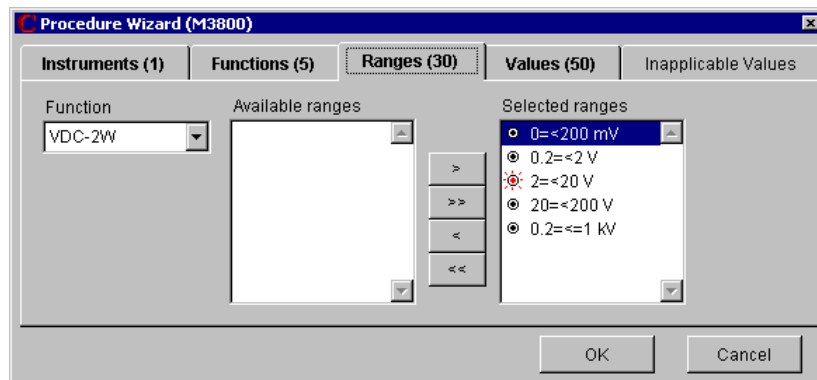 Procedure Wizard (M3800)
Instruments (1) Functions (5) Ranges (30) Values (50) Inapplicable Values
Function Available ranges Selected ranges
VDC-2W
0=<200 mV
0.2=<2 V
2=<20 V
20=<200 V
0.2=<=1 kV
>
>>
<
<<
OK Cancel